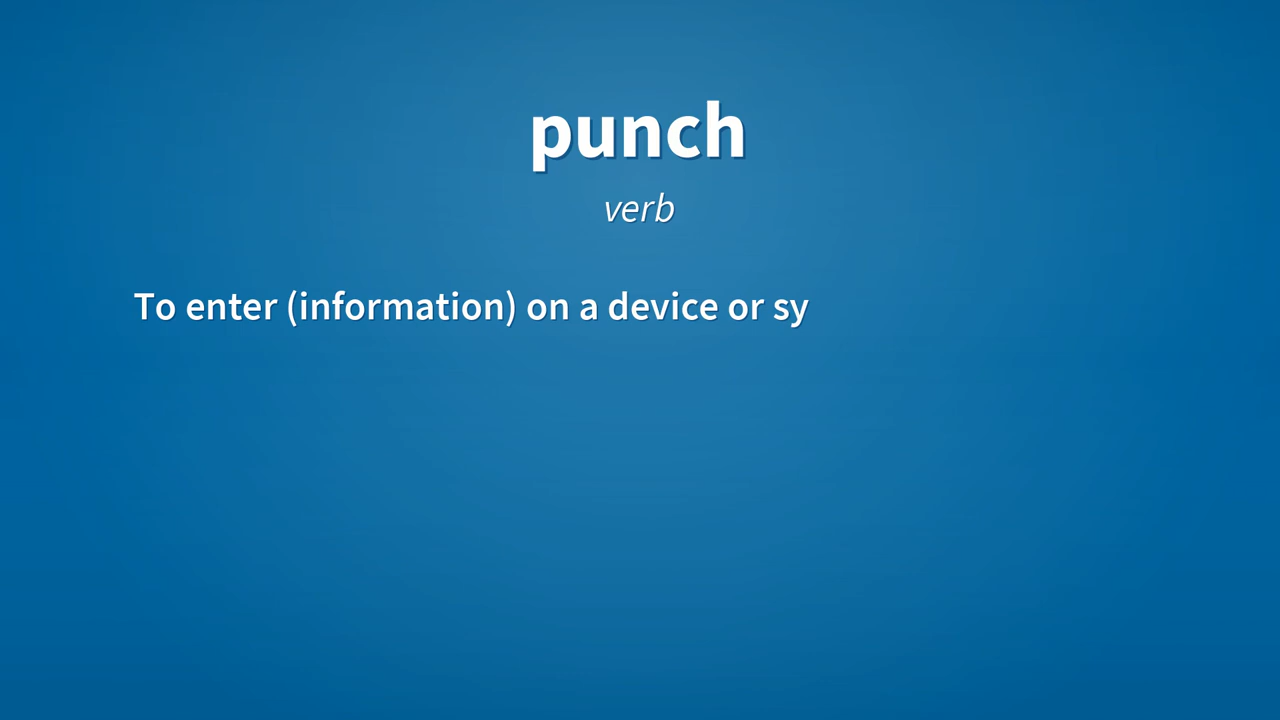 punch
verb
To enter (information) on a device or sy